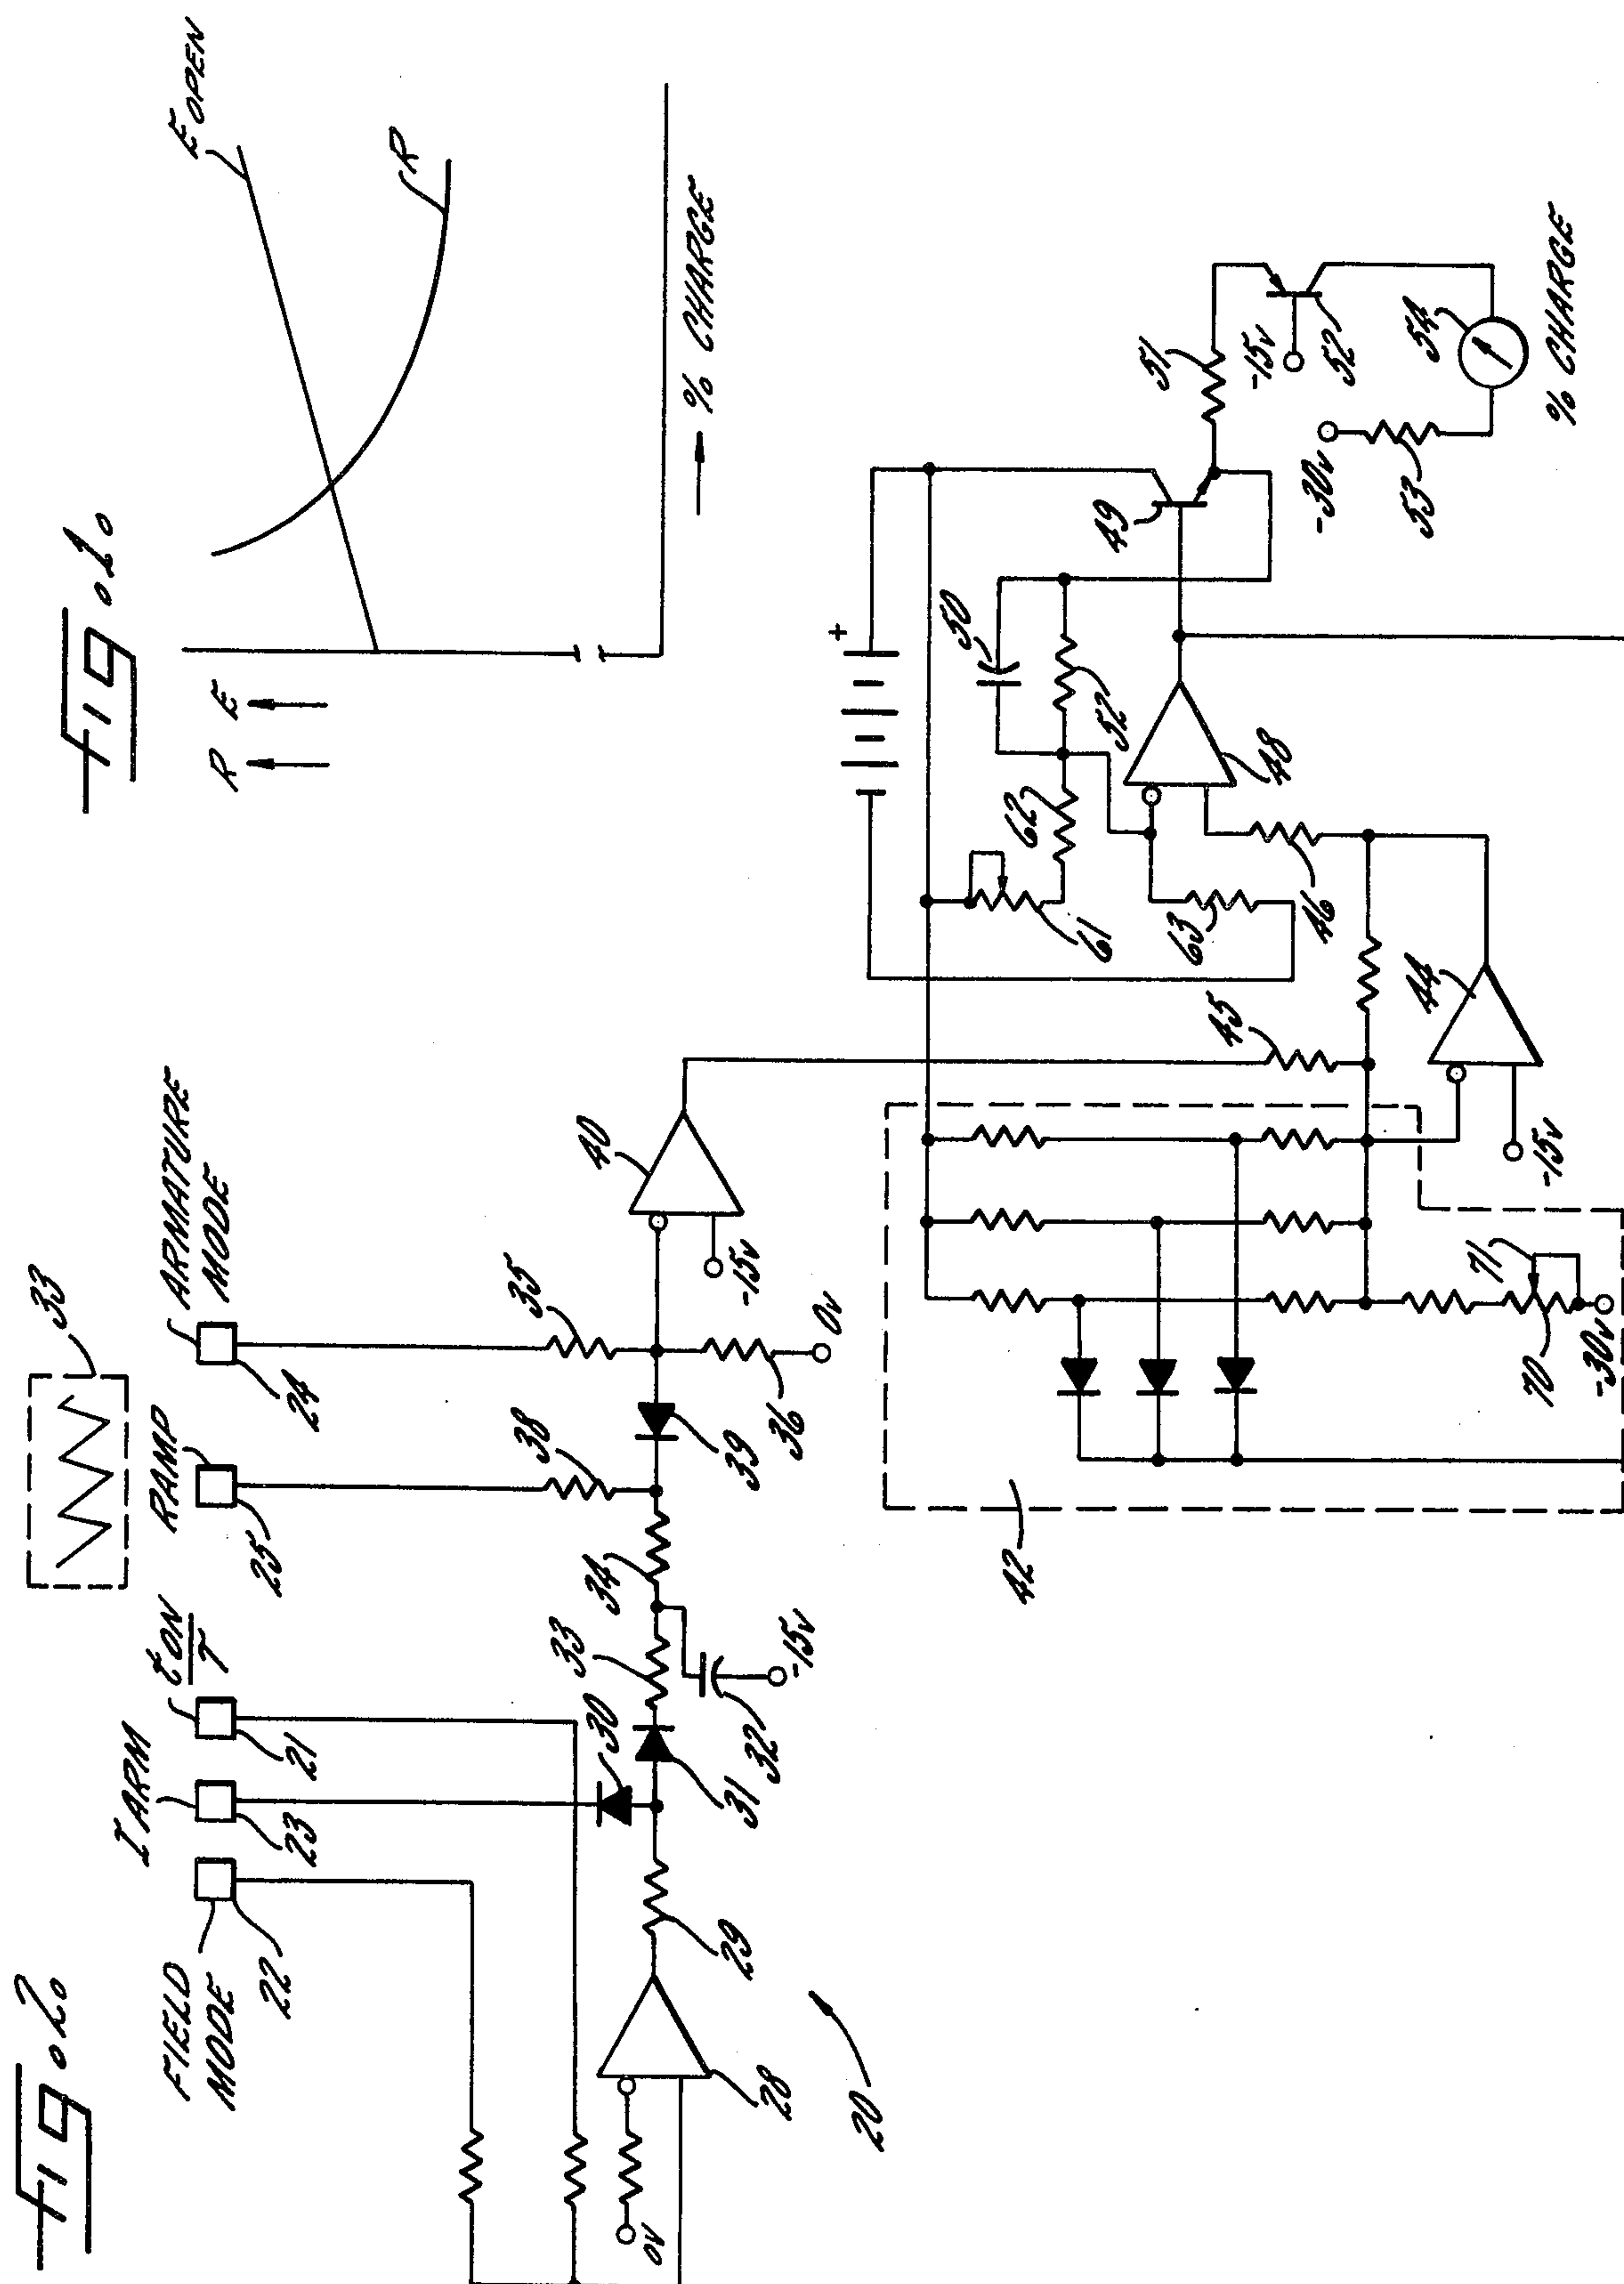 Fig. 1.
R
E
E OPEN
R
% CHARGE
Fig. 2.
FIELD
MODE
22
I ARM
23
t ON
T
21
RAMP
25
33
ARMATURE
MODE
24
0V
28
29
30
31
32
-15V
33
34
38
39
35
36
0V
40
-15V
20
42
45
44
-15V
70
71
-30V
+
61
62
63
46
50
52
48
49
51
-15V
52
-30V
53
54
% CHARGE